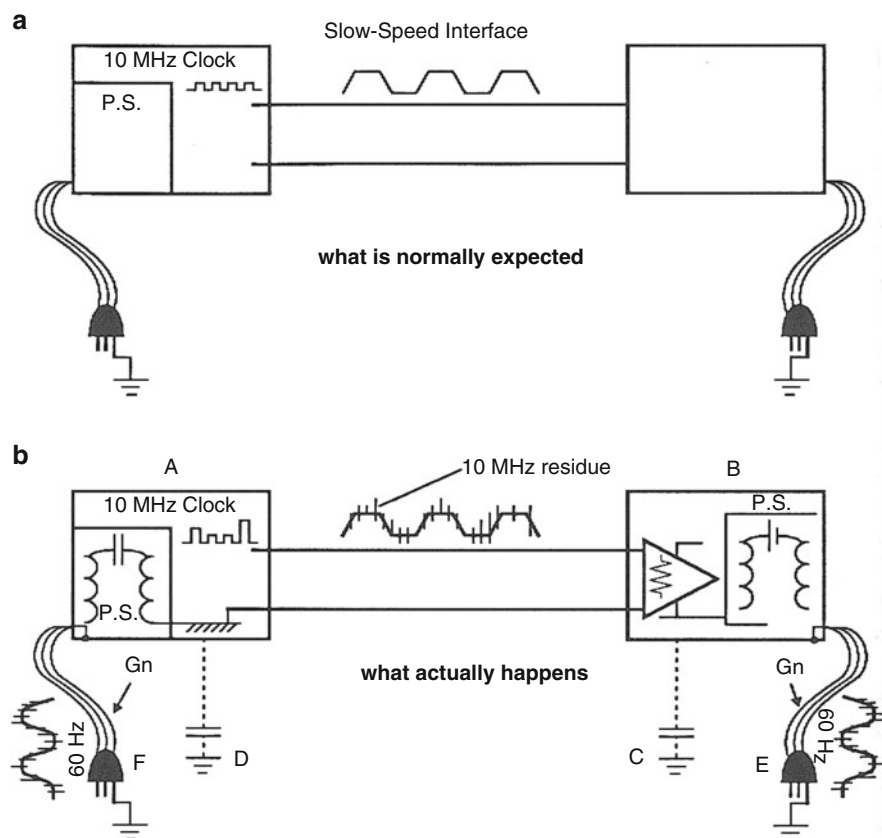 a
Slow-Speed Interface
10 MHz Clock
P.S.
what is normally expected
b
A
10 MHz residue
B
10 MHz Clock
P.S.
P.S.
what actually happens
Gn
Gn
60 Hz
F
D
C
E
60 Hz